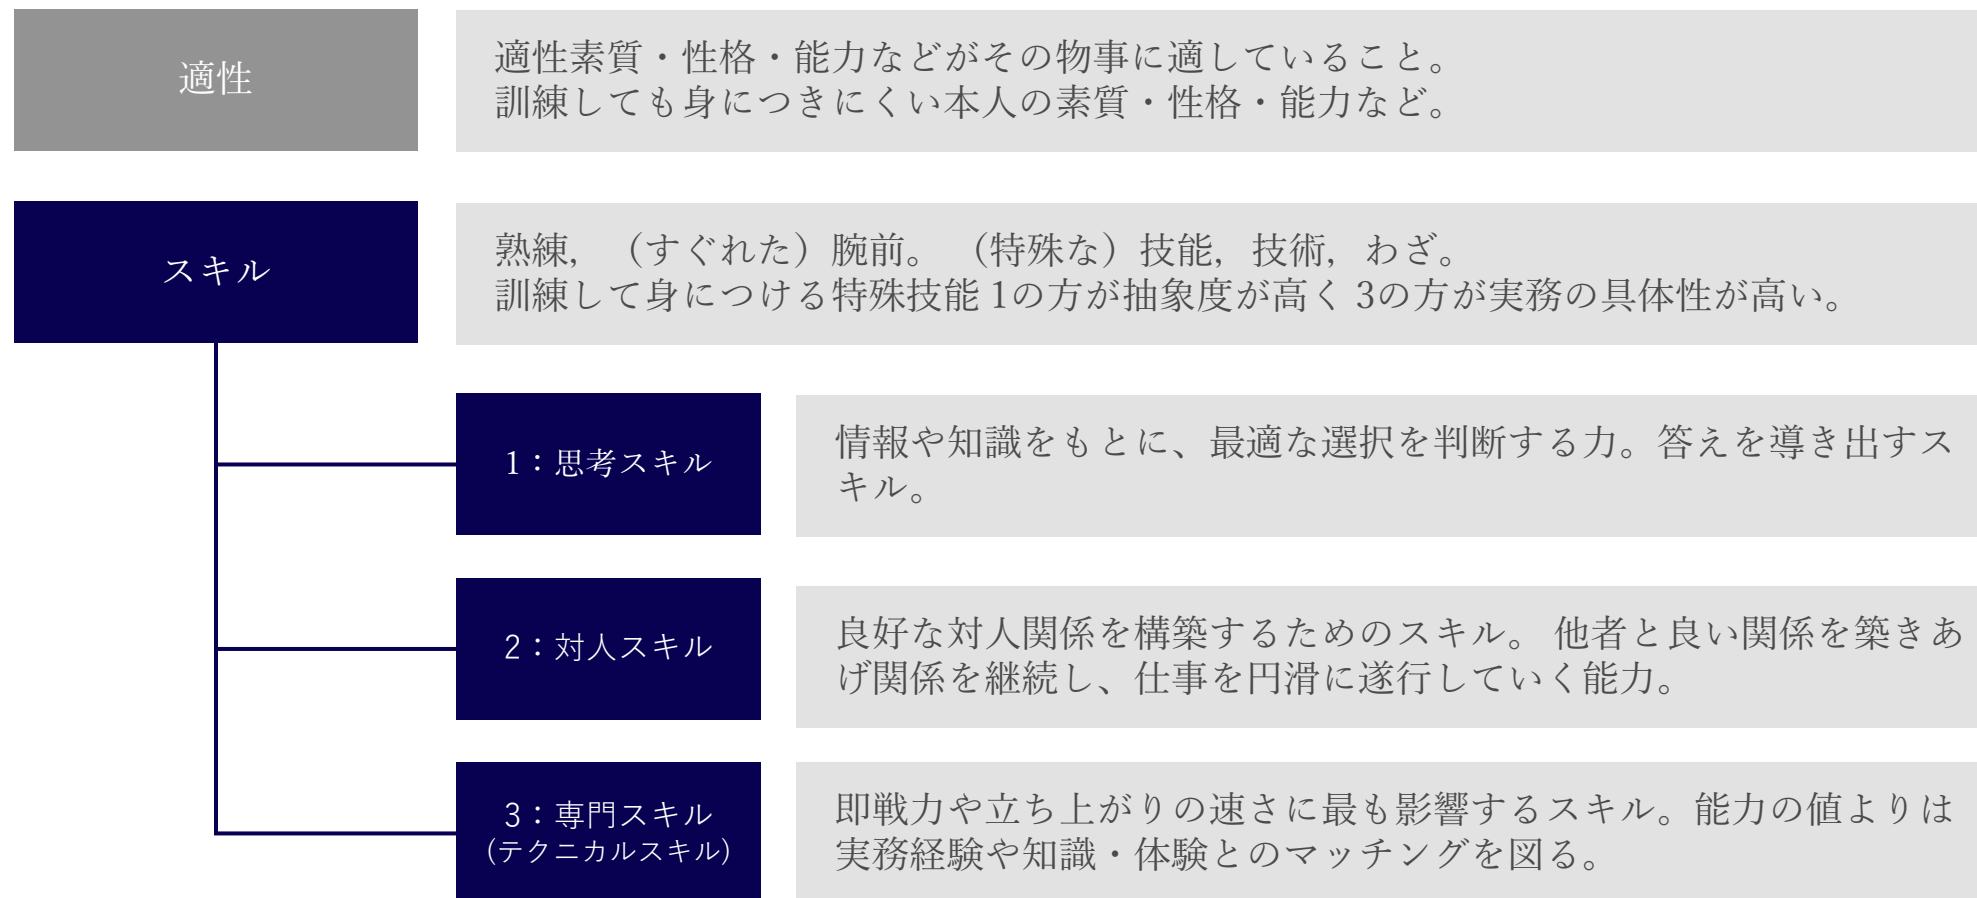 適性
適性素質・性格・能力などがその物事に適していること。
訓練しても身につきにくい本人の素質・性格・能力など。
スキル
熟練，（すぐれた）腕前。（特殊な）技能，技術，わざ。
訓練して身につける特殊技能 1の方が抽象度が高く 3の方が実務の具体性が高い。
1：思考スキル
情報や知識をもとに、最適な選択を判断する力。答えを導き出すス
キル。
2：対人スキル
良好な対人関係を構築するためのスキル。 他者と良い関係を築きあ
げ関係を継続し、仕事を円滑に遂行していく能力。
3：専門スキル
(テクニカルスキル)
即戦力や立ち上がりの速さに最も影響するスキル。能力の値よりは
実務経験や知識・体験とのマッチングを図る。